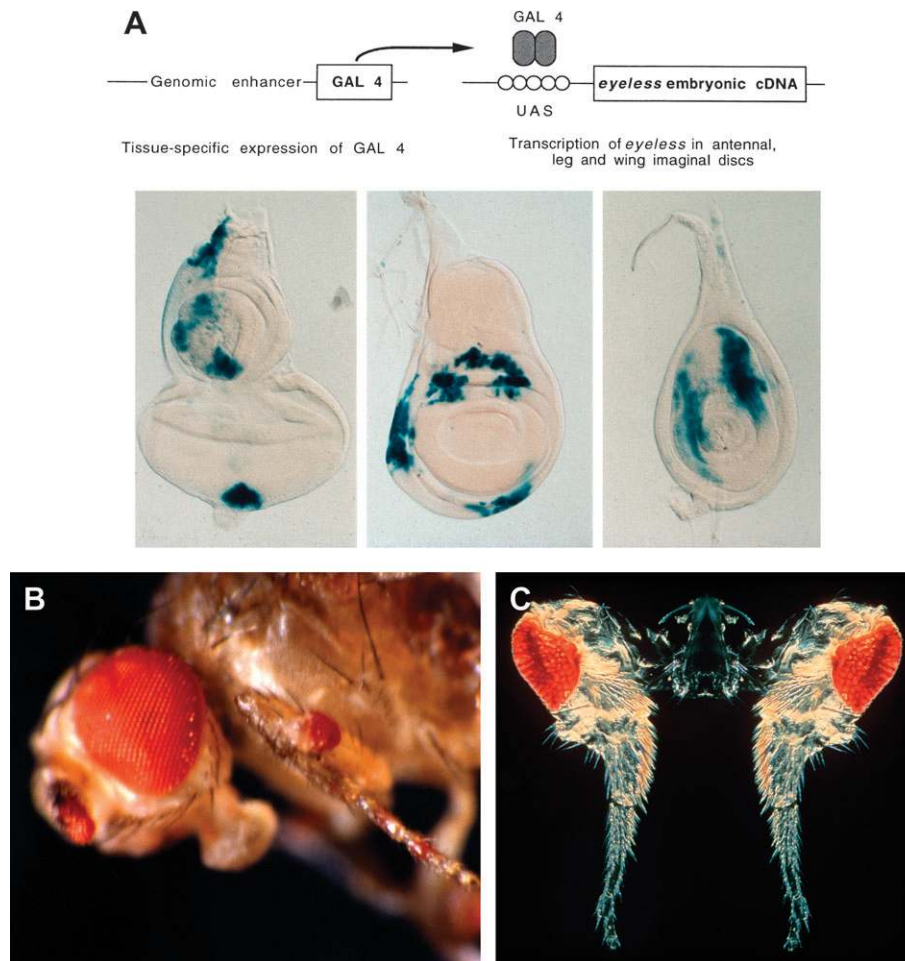 A
GAL 4
Genomic enhancer
GAL 4
eyeless embryonic cDNA
UAS
Tissue-specific expression of GAL 4
Transcription of eyeless in antennal,
leg and wing imaginal discs
B
C